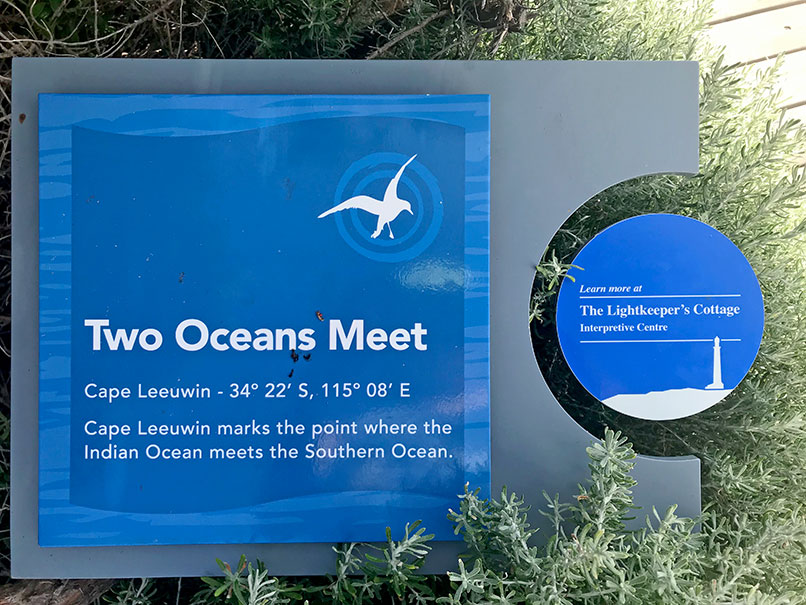 Two Oceans Meet
Cape Leeuwin - 34° 22′ S, 115° 08′ E
Cape Leeuwin marks the point where the
Indian Ocean meets the Southern Ocean.
Learn more at
The Lightkeeper's Cottage
Interpretive Centre